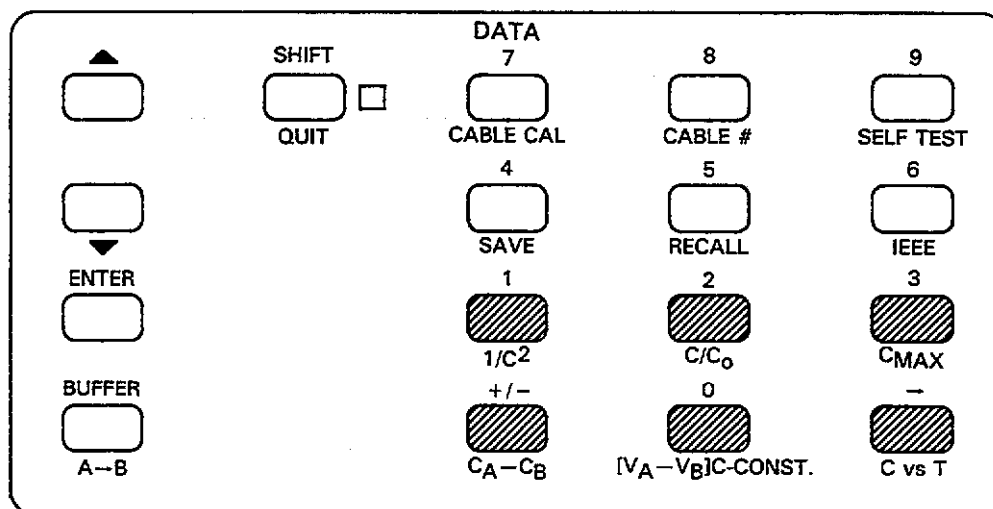 DATA
▲ SHIFT 7 8 9
QUIT CABLE CAL CABLE # SELF TEST
4 5 6
▼ SAVE RECALL IEEE
ENTER 1 2 3
1/C² C/Cₒ CMAX
BUFFER +/− 0 →
A→B CA−CB [VA−VB]C-CONST. C vs T